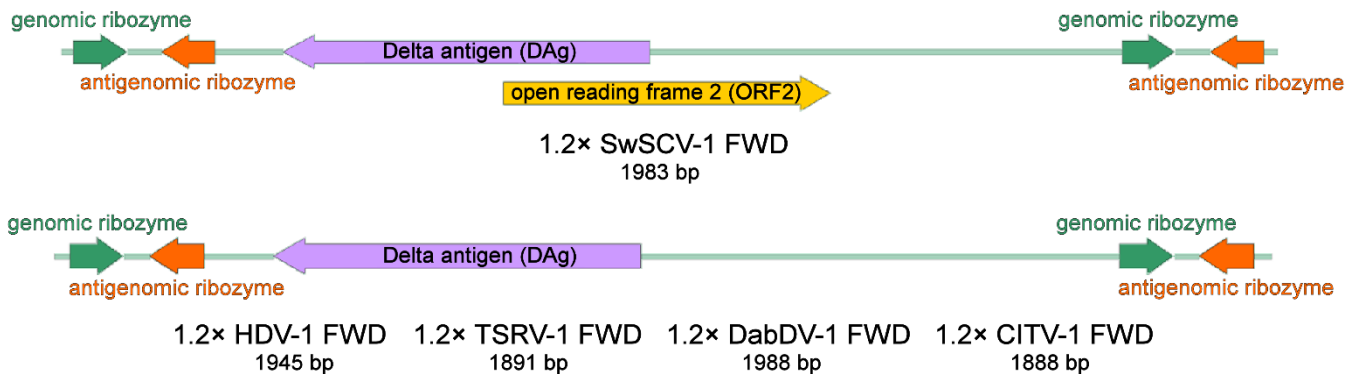 genomic ribozyme
genomic ribozyme
Delta antigen (DAg)
antigenomic ribozyme
antigenomic ribozyme
open reading frame 2 (ORF2)
1.2× SwSCV-1 FWD
1983 bp
genomic ribozyme
genomic ribozyme
Delta antigen (DAg)
antigenomic ribozyme
antigenomic ribozyme
1.2× HDV-1 FWD
1945 bp
1.2× TSRV-1 FWD
1891 bp
1.2× DabDV-1 FWD
1988 bp
1.2× CITV-1 FWD
1888 bp